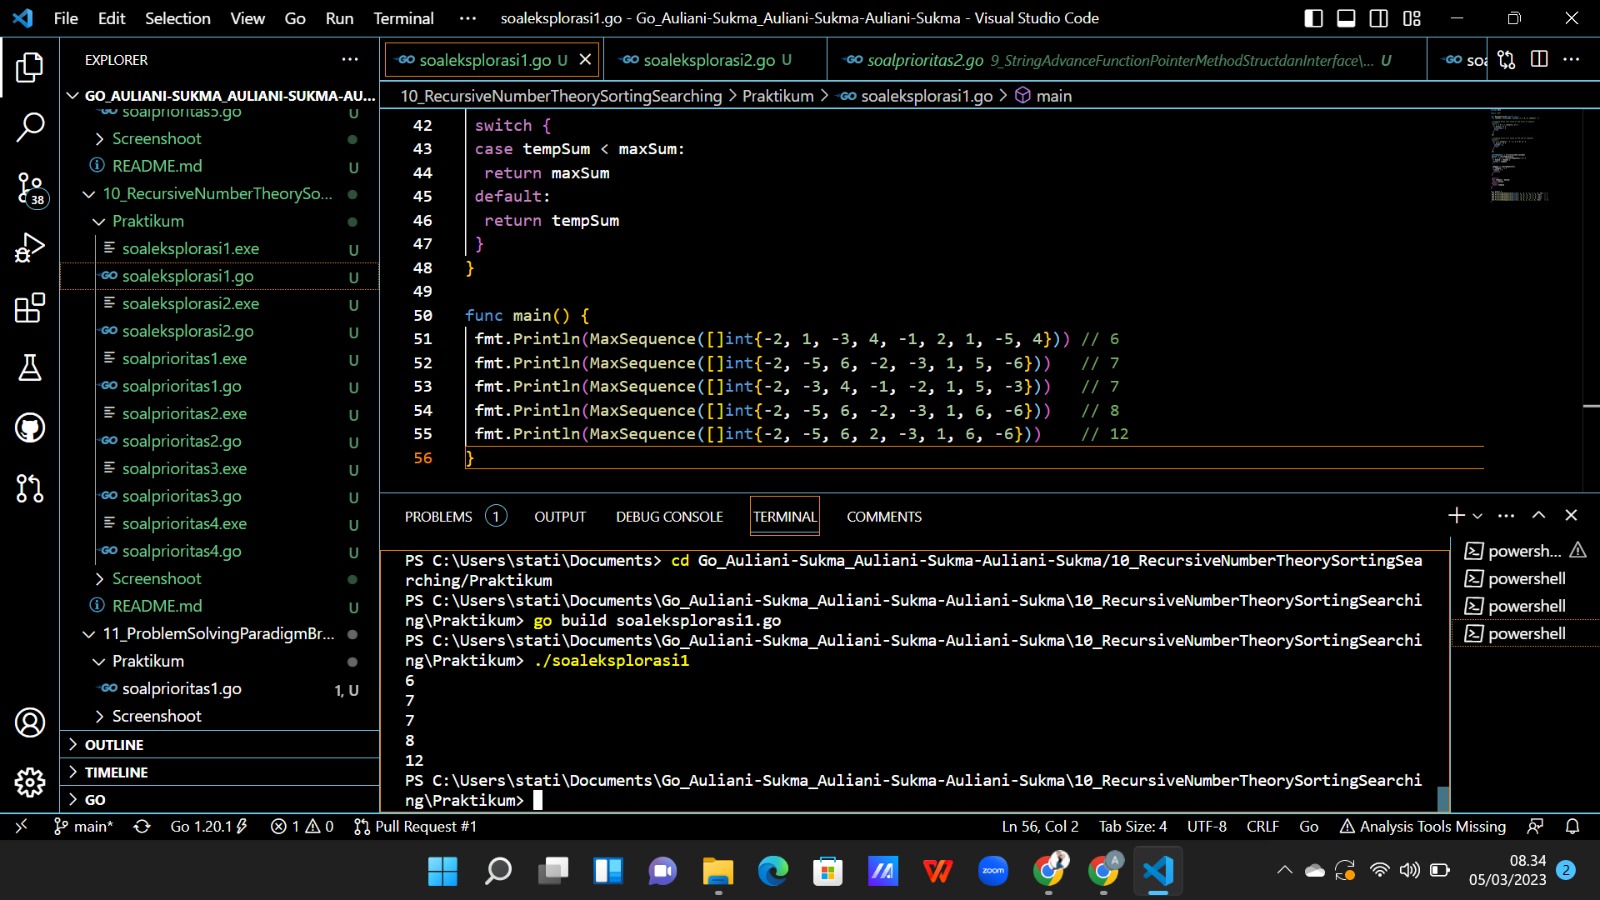 File Edit Selection View Go Run Terminal ··· soaleksplorasi1.go - Go_Auliani-Sukma_Auliani-Sukma-Auliani-Sukma - Visual Studio Code
EXPLORER ···
soaleksplorasi1.go U
soaleksplorasi2.go U
soalprioritas2.go 9_StringAdvanceFunctionPointerMethodStructdanInterface\... U
soa
10_RecursiveNumberTheorySortingSearching > Praktikum > soaleksplorasi1.go > main
GO_AULIANI-SUKMA_AULIANI-SUKMA-AU...
soalprioritas5.go U
Screenshoot
README.md U
10_RecursiveNumberTheorySo...
Praktikum
soaleksplorasi1.exe U
soaleksplorasi1.go U
soaleksplorasi2.exe U
soaleksplorasi2.go U
soalprioritas1.exe U
soalprioritas1.go U
soalprioritas2.exe U
soalprioritas2.go U
soalprioritas3.exe U
soalprioritas3.go U
soalprioritas4.exe U
soalprioritas4.go U
Screenshoot
README.md U
11_ProblemSolvingParadigmBr...
Praktikum
soalprioritas1.go 1, U
Screenshoot
OUTLINE
TIMELINE
GO
38
42 switch {
43 case tempSum < maxSum:
44 return maxSum
45 default:
46 return tempSum
47 }
48 }
49
50 func main() {
51 fmt.Println(MaxSequence([]int{-2, 1, -3, 4, -1, 2, 1, -5, 4})) // 6
52 fmt.Println(MaxSequence([]int{-2, -5, 6, -2, -3, 1, 5, -6})) // 7
53 fmt.Println(MaxSequence([]int{-2, -3, 4, -1, -2, 1, 5, -3})) // 7
54 fmt.Println(MaxSequence([]int{-2, -5, 6, -2, -3, 1, 6, -6})) // 8
55 fmt.Println(MaxSequence([]int{-2, -5, 6, 2, -3, 1, 6, -6})) // 12
56 }
PROBLEMS 1 OUTPUT DEBUG CONSOLE TERMINAL COMMENTS
PS C:\Users\stati\Documents> cd Go_Auliani-Sukma_Auliani-Sukma-Auliani-Sukma/10_RecursiveNumberTheorySortingSea
rching/Praktikum
PS C:\Users\stati\Documents\Go_Auliani-Sukma_Auliani-Sukma-Auliani-Sukma\10_RecursiveNumberTheorySortingSearchi
ng\Praktikum> go build soaleksplorasi1.go
PS C:\Users\stati\Documents\Go_Auliani-Sukma_Auliani-Sukma-Auliani-Sukma\10_RecursiveNumberTheorySortingSearchi
ng\Praktikum> ./soaleksplorasi1
6
7
7
8
12
PS C:\Users\stati\Documents\Go_Auliani-Sukma_Auliani-Sukma-Auliani-Sukma\10_RecursiveNumberTheorySortingSearchi
ng\Praktikum>
powersh...
powershell
powershell
powershell
main* Go 1.20.1 1 0 Pull Request #1 Ln 56, Col 2 Tab Size: 4 UTF-8 CRLF Go Analysis Tools Missing
zoom
A
08.34
05/03/2023
2